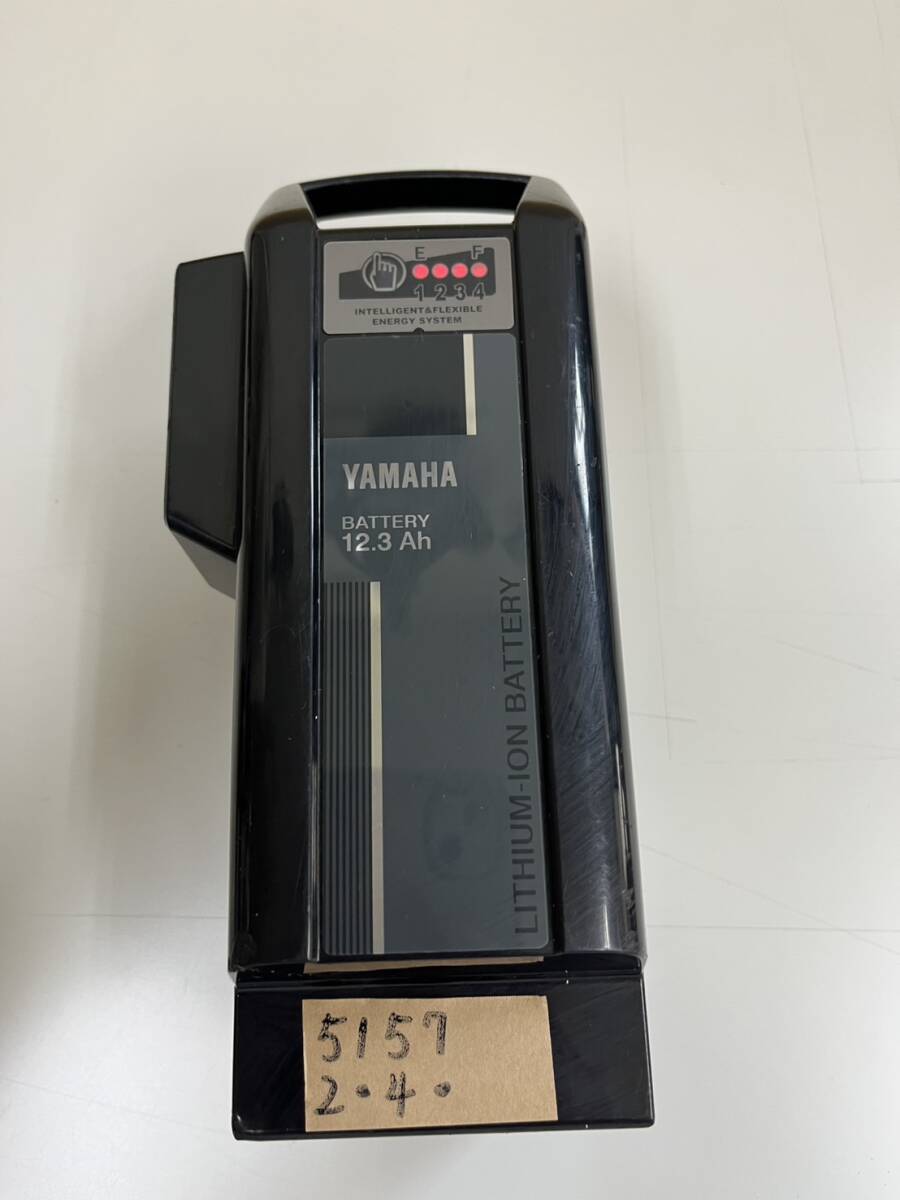 E F
1 2 3 4
INTELLIGENT&FLEXIBLE
ENERGY SYSTEM
YAMAHA
BATTERY
12.3 Ah
LITHIUM-ION BATTERY
5157
2・4・